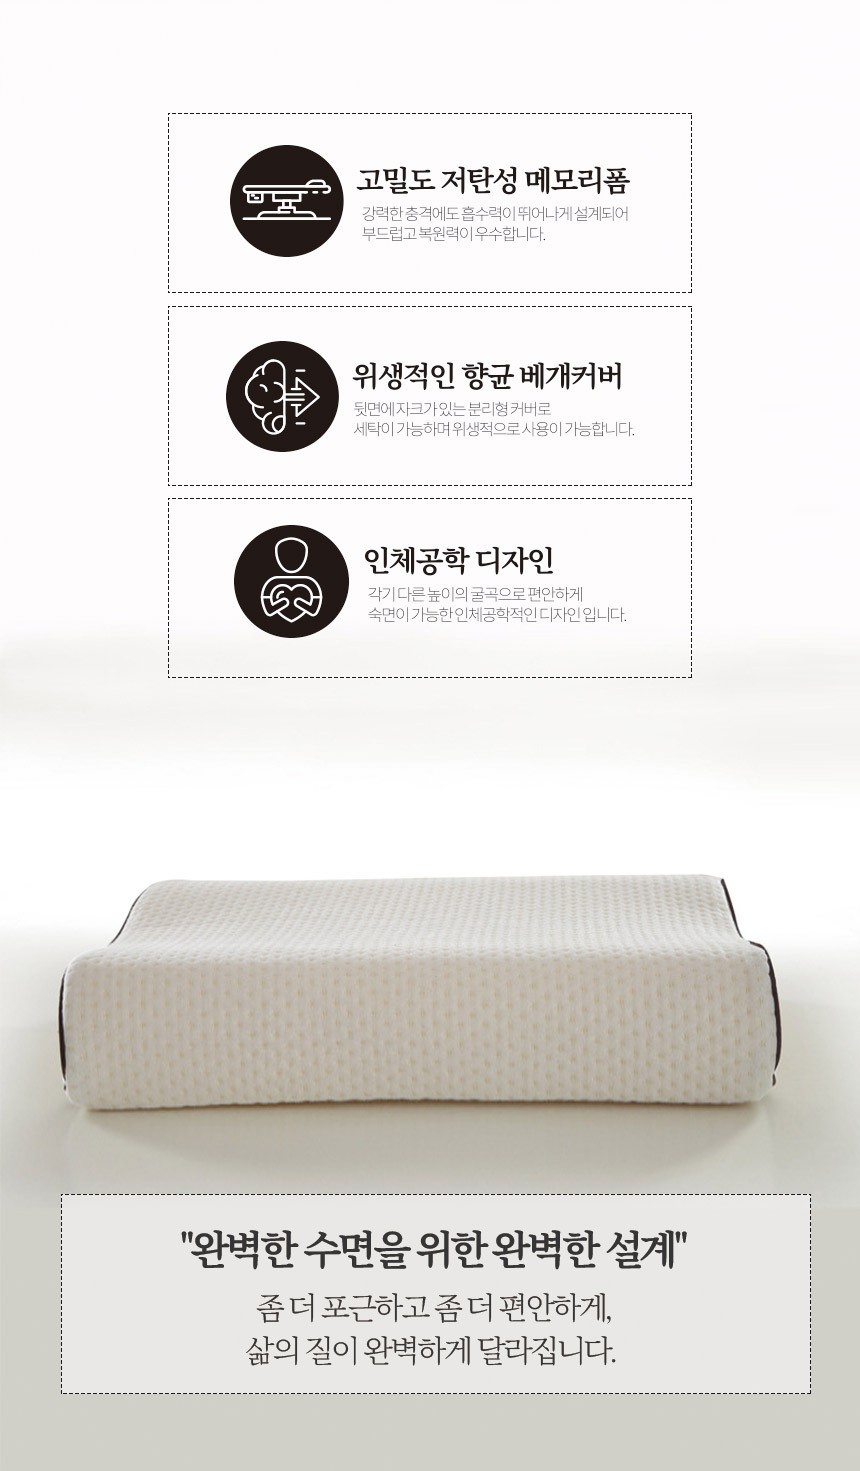 고밀도 저탄성 메모리폼
강력한 충격에도 흡수력이 뛰어나게 설계되어
부드럽고 복원력이 우수합니다.
위생적인 향균 베개커버
뒷면에 자크가 있는 분리형 커버로
세탁이 가능하며 위생적으로 사용이 가능합니다.
인체공학 디자인
각기 다른 높이의 굴곡으로 편안하게
숙면이 가능한 인체공학적인 디자인 입니다.
"완벽한 수면을 위한 완벽한 설계"
좀 더 포근하고 좀 더 편안하게,
삶의 질이 완벽하게 달라집니다.